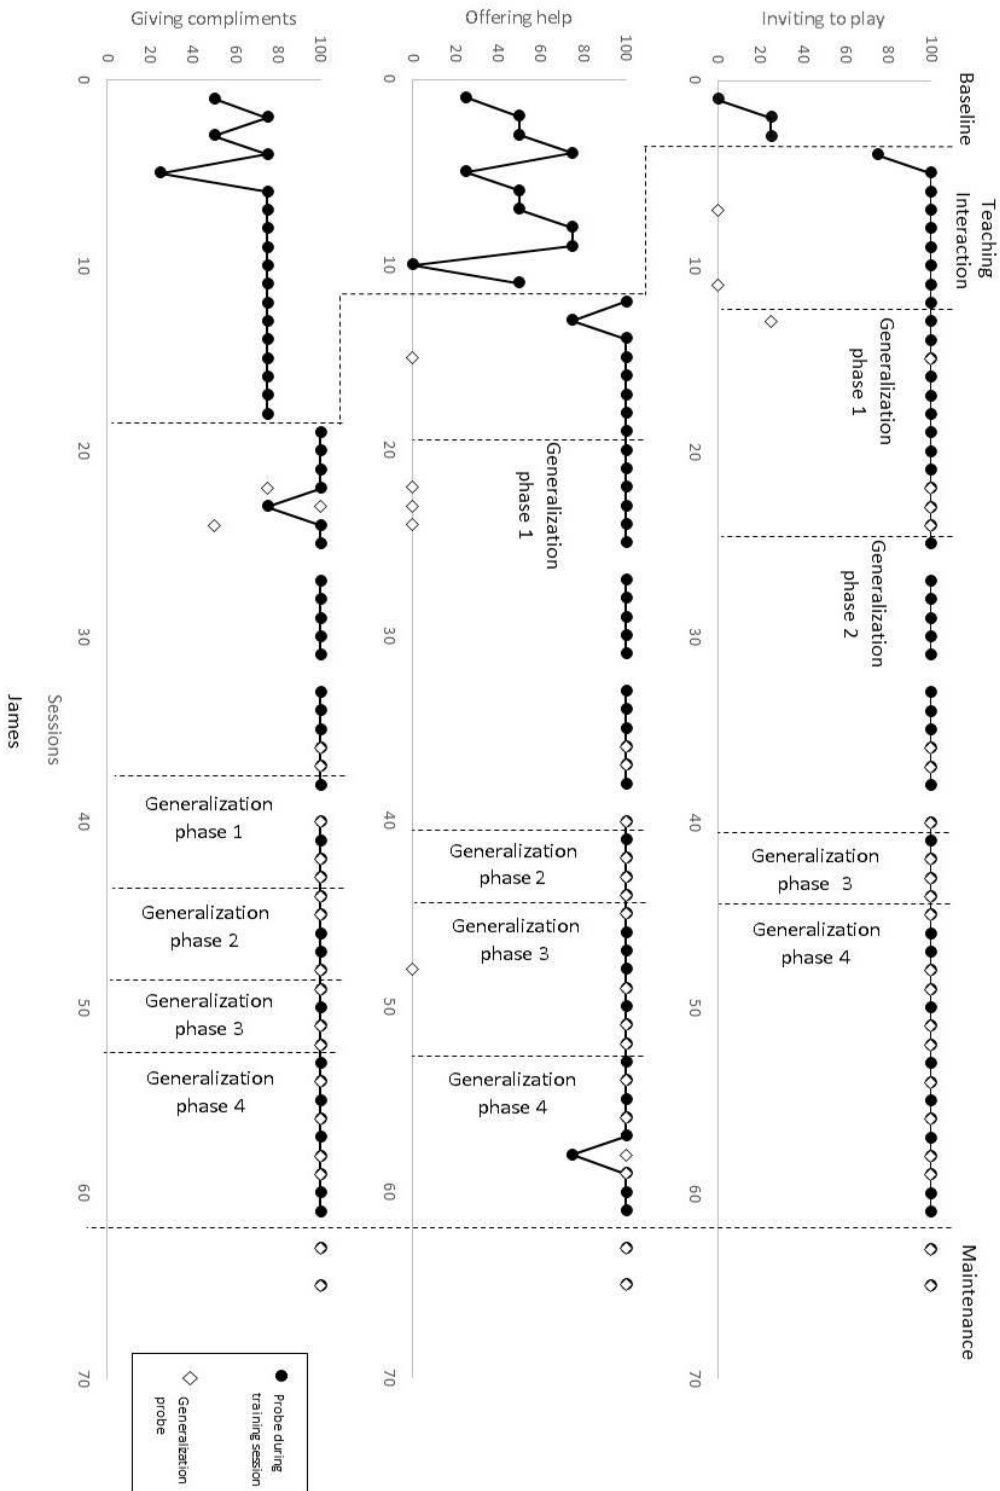 Baseline
Teaching
Interaction
Maintenance
Inviting to play
100
80
60
40
20
0
0
10
20
30
40
50
60
70
Generalization
phase 1
Generalization
phase 2
Generalization
phase 3
Generalization
phase 4
Offering help
100
80
60
40
20
0
0
10
20
30
40
50
60
70
Generalization
phase 1
Generalization
phase 2
Generalization
phase 3
Generalization
phase 4
Giving compliments
100
80
60
40
20
0
0
10
20
30
40
50
60
70
Generalization
phase 1
Generalization
phase 2
Generalization
phase 3
Generalization
phase 4
Sessions
James
Probe during
training session
Generalization
probe